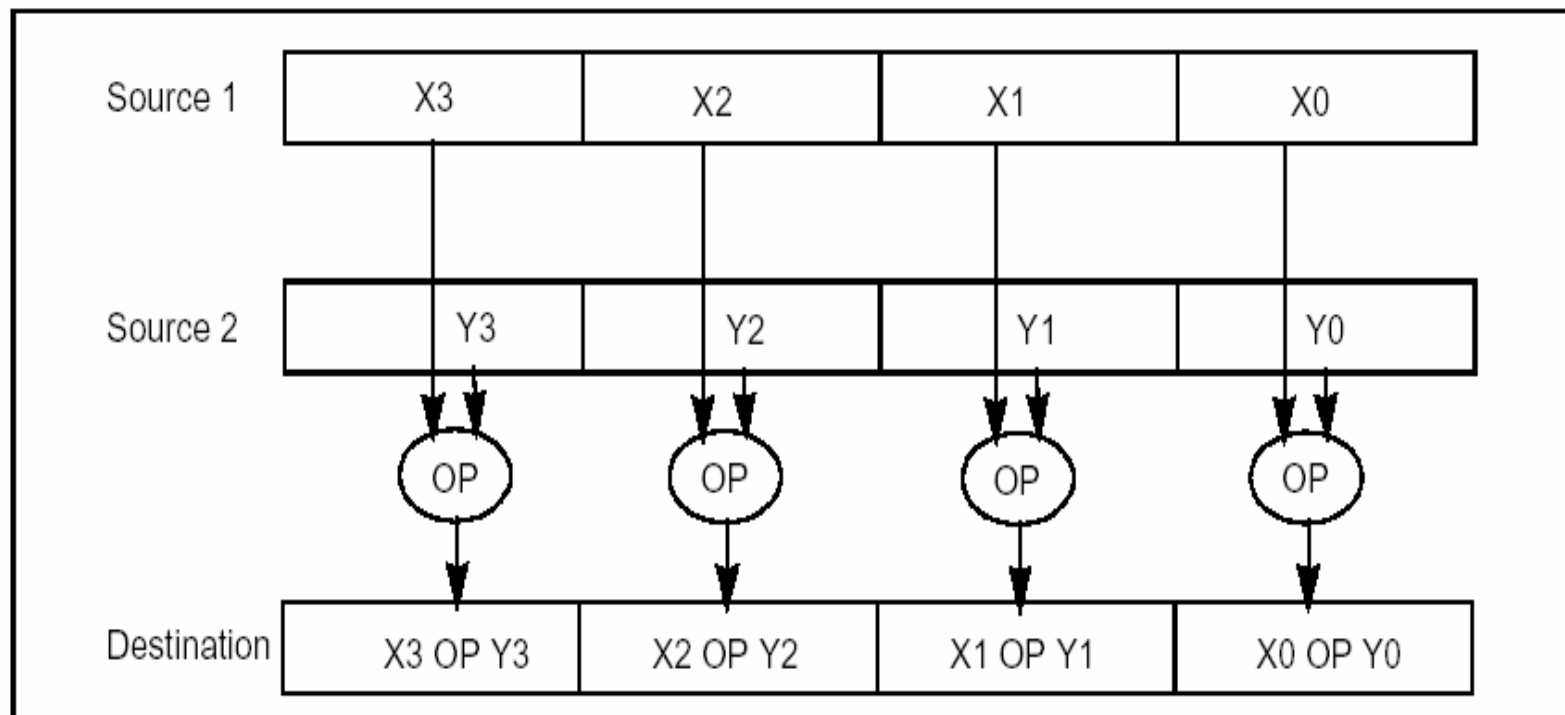 Source 1 X3 X2 X1 X0
Source 2 Y3 Y2 Y1 Y0
OP OP OP OP
Destination X3 OP Y3 X2 OP Y2 X1 OP Y1 X0 OP Y0